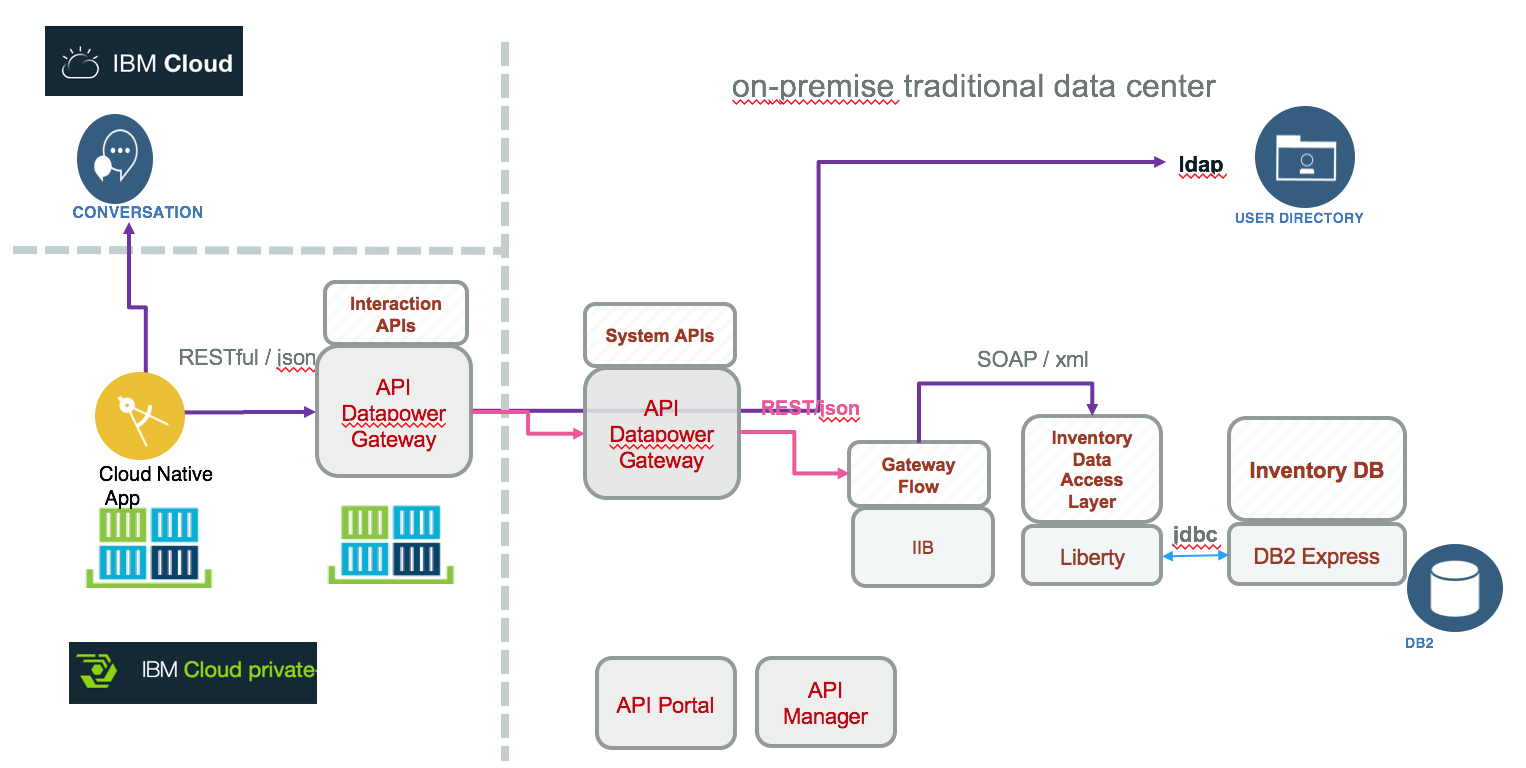 IBM Cloud
on-premise traditional data center
CONVERSATION
ldap
USER DIRECTORY
Interaction
APIs
System APIs
RESTful / json
API
Datapower
Gateway
API
Datapower
Gateway
REST/json
SOAP / xml
Gateway
Flow
IIB
Inventory
Data
Access
Layer
Liberty
jdbc
Inventory DB
DB2 Express
DB2
Cloud Native
App
IBM Cloud private
API Portal
API
Manager